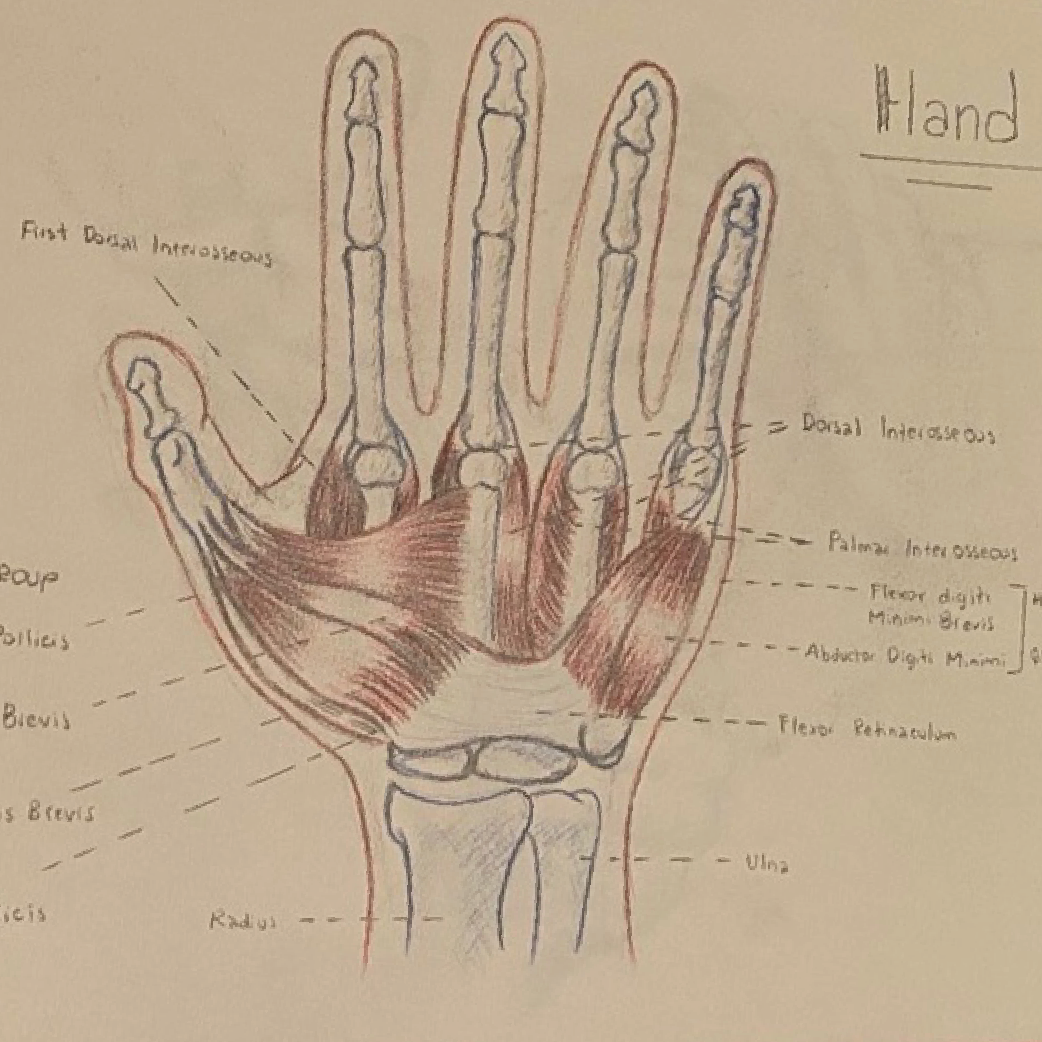 Hand
First Dorsal Interosseous
Dorsal Interosseous
Palmar Interosseous
Flexor digiti
Minimi Brevis
Abductor Digiti Minimi
Flexor Retinaculum
Ulna
Radius
Pollicis
Brevis
s Brevis
icis